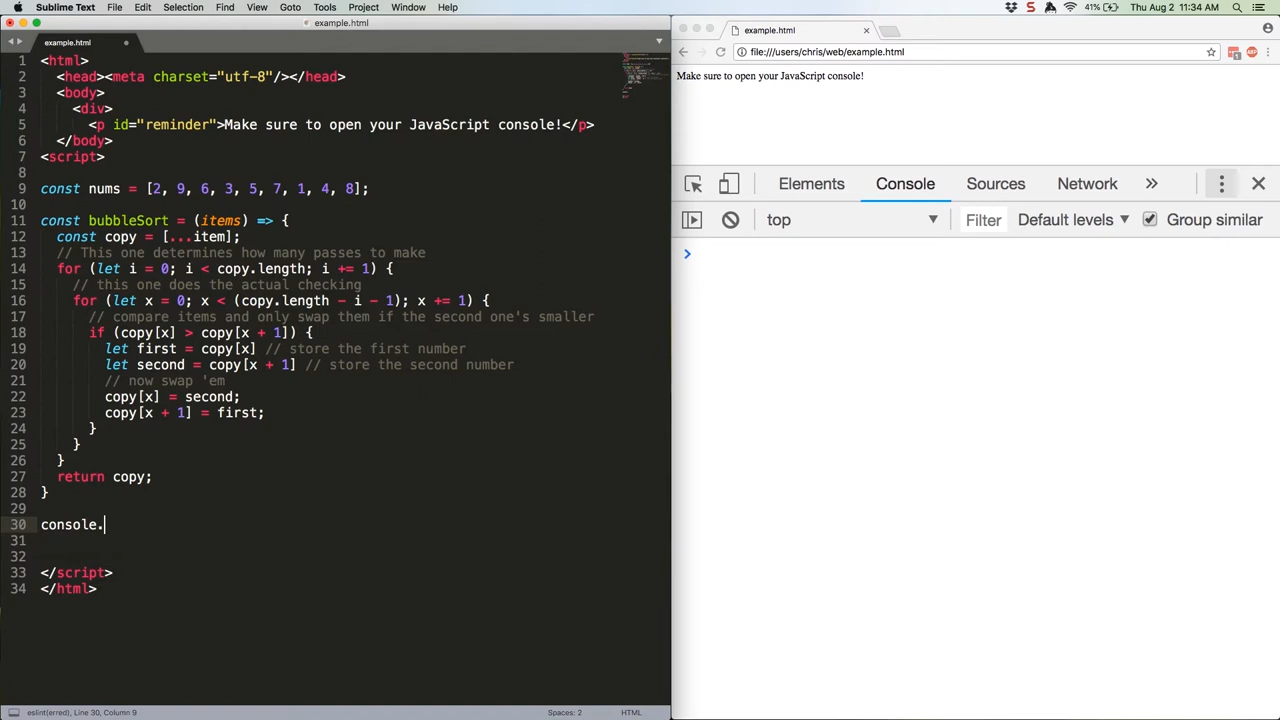 Sublime Text File Edit Selection Find View Goto Tools Project Window Help 41% Thu Aug 2 11:34 AM
example.html
example.html
1 <html>
2 <head><meta charset="utf-8"/></head>
3 <body>
4 <div>
5 <p id="reminder">Make sure to open your JavaScript console!</p>
6 </body>
7 <script>
8
9 const nums = [2, 9, 6, 3, 5, 7, 1, 4, 8];
10
11 const bubbleSort = (items) => {
12 const copy = [...item];
13 // This one determines how many passes to make
14 for (let i = 0; i < copy.length; i += 1) {
15 // this one does the actual checking
16 for (let x = 0; x < (copy.length - i - 1); x += 1) {
17 // compare items and only swap them if the second one's smaller
18 if (copy[x] > copy[x + 1]) {
19 let first = copy[x] // store the first number
20 let second = copy[x + 1] // store the second number
21 // now swap 'em
22 copy[x] = second;
23 copy[x + 1] = first;
24 }
25 }
26 }
27 return copy;
28 }
29
30 console.
31
32
33 </script>
34 </html>
eslint(erred), Line 30, Column 9 Spaces: 2 HTML
example.html
file:///users/chris/web/example.html
Make sure to open your JavaScript console!
Elements Console Sources Network
top Filter Default levels Group similar